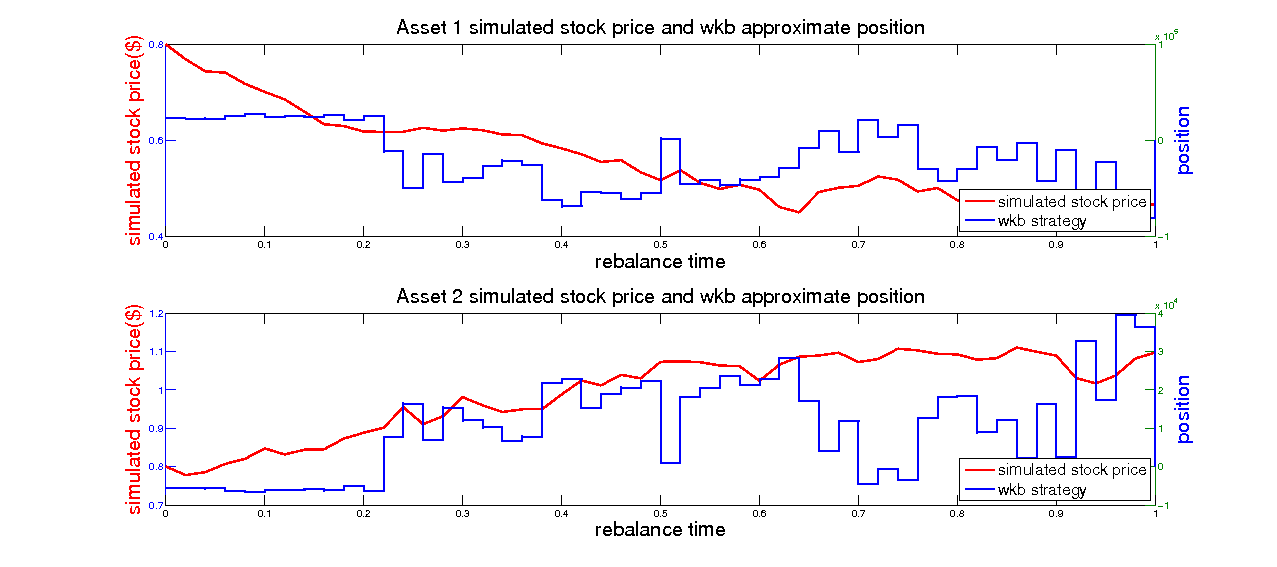 Asset 1 simulated stock price and wkb approximate position
x 10^5
0.8
0.6
0.4
1
0
-1
simulated stock price($)
position
simulated stock price
wkb strategy
0 0.1 0.2 0.3 0.4 0.5 0.6 0.7 0.8 0.9 1
rebalance time
Asset 2 simulated stock price and wkb approximate position
x 10^4
1.2
1.1
1
0.9
0.8
0.7
4
3
2
1
0
-1
simulated stock price($)
position
simulated stock price
wkb strategy
0 0.1 0.2 0.3 0.4 0.5 0.6 0.7 0.8 0.9 1
rebalance time